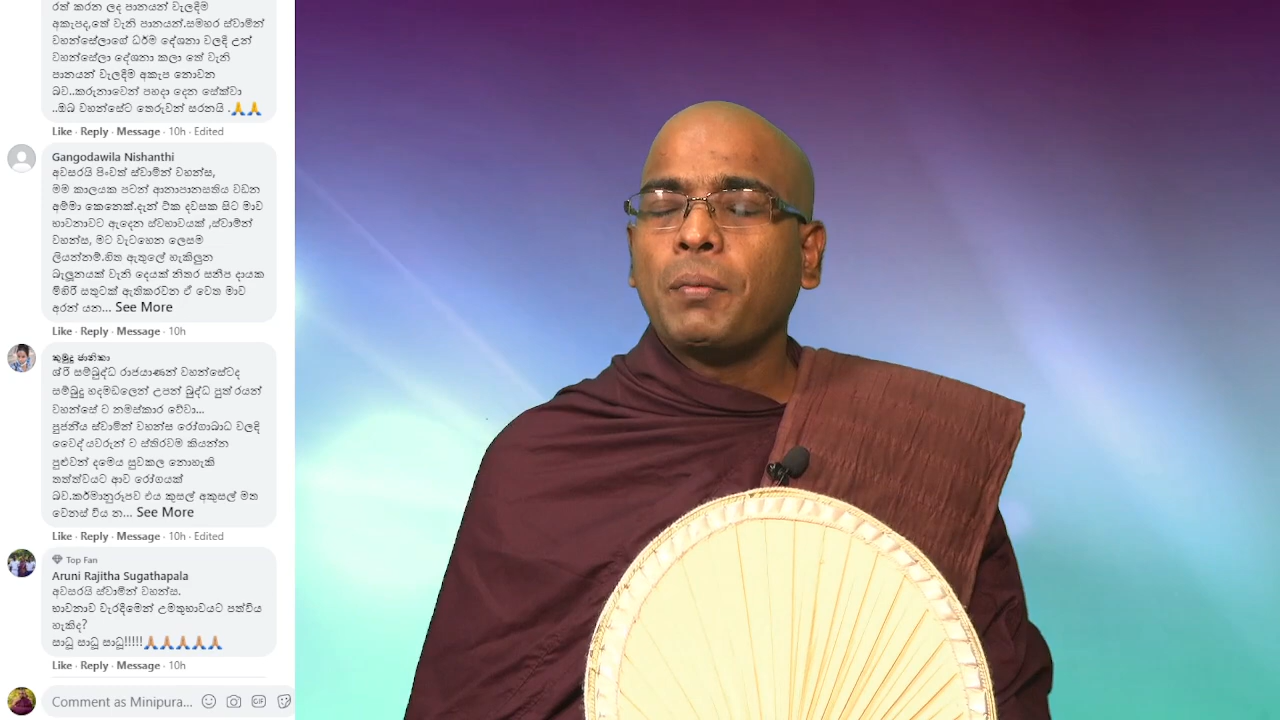 රත් කරන ලද පානයන් වැලදීම
අකැපද,තේ වැනි පානයන්.සමහර ස්වාමින්
වහන්සේලාගේ ධර්ම දේශනා වලදී උන්
වහන්සේලා දේශනා කලා තේ වැනි
පානයන් වැලදීම අකැප නොවන
බව..කරුනාවෙන් පහදා දෙන සේක්වා
..ඔබ වහන්සේට තෙරුවන් සරනයි .🙏🙏
Like · Reply · Message · 10h · Edited
Gangodawila Nishanthi
අවසරයි පිංවත් ස්වාමින් වහන්ස,
මම කාලයක පටන් ආනාපානසතිය වඩන
අම්මා කෙනෙක්.දැන් ටික දවසක සිට මාව
භාවනාවට ඇදෙන ස්වභාවයක් ,ස්වාමින්
වහන්ස, මට වැටහෙන ලෙසම
ලියන්නම්.හිත ඇතුලේ හැකිලුන
බැලුනයක් වැනි දෙයක් නිතර සනීප දායක
මිහිරි සතුටක් ඇතිකරවන ඒ වෙත මාව
අරන් යන... See More
Like · Reply · Message · 10h
කුමුදු ජානිකා
ශ්රී සම්බුද්ධ රාජයාණන් වහන්සේටද
සම්බුදු හදමඩලෙන් උපන් බුද්ධ පුත් රයන්
වහන්සේ ට නමස්කාර වේවා...
පුජනීය ස්වාමින් වහන්ස රෝගාබාධ වලදි
වෛද් යවරුන් ට ස්තිරවම කියන්න
පුළුවන් දමෙය සුවකල නොහැකි
තත්ත්වයට ආව රෝගයක්
බව.කර්මානුරූපව එය කුසල් අකුසල් මත
වෙනස් විය න... See More
Like · Reply · Message · 10h · Edited
Top Fan
Aruni Rajitha Sugathapala
අවසරයි ස්වාමින් වහන්ස.
භාවනාව වැරදීමෙන් උමතුභාවයට පත්විය
හැකිද?
සාධු සාධු සාධු!!!!!🙏🙏🙏🙏🙏
Like · Reply · Message · 10h
Comment as Minipura...
GIF